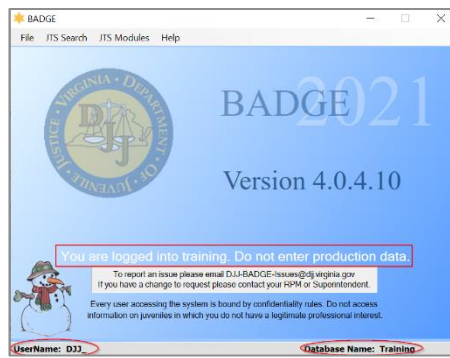 BADGE
File JTS Search JTS Modules Help
VIRGINIA • DEPARTMENT OF JUVENILE JUSTICE
DJJ
BADGE 2021
Version 4.0.4.10
You are logged into training. Do not enter production data.
To report an issue please email DJJ-BADGE-Issues@djj.virginia.gov
If you have a change to request please contact your RPM or Superintendent.
Every user accessing the system is bound by confidentiality rules. Do not access
information on juveniles in which you do not have a legitimate professional interest.
UserName: DJJ_ Database Name: Training